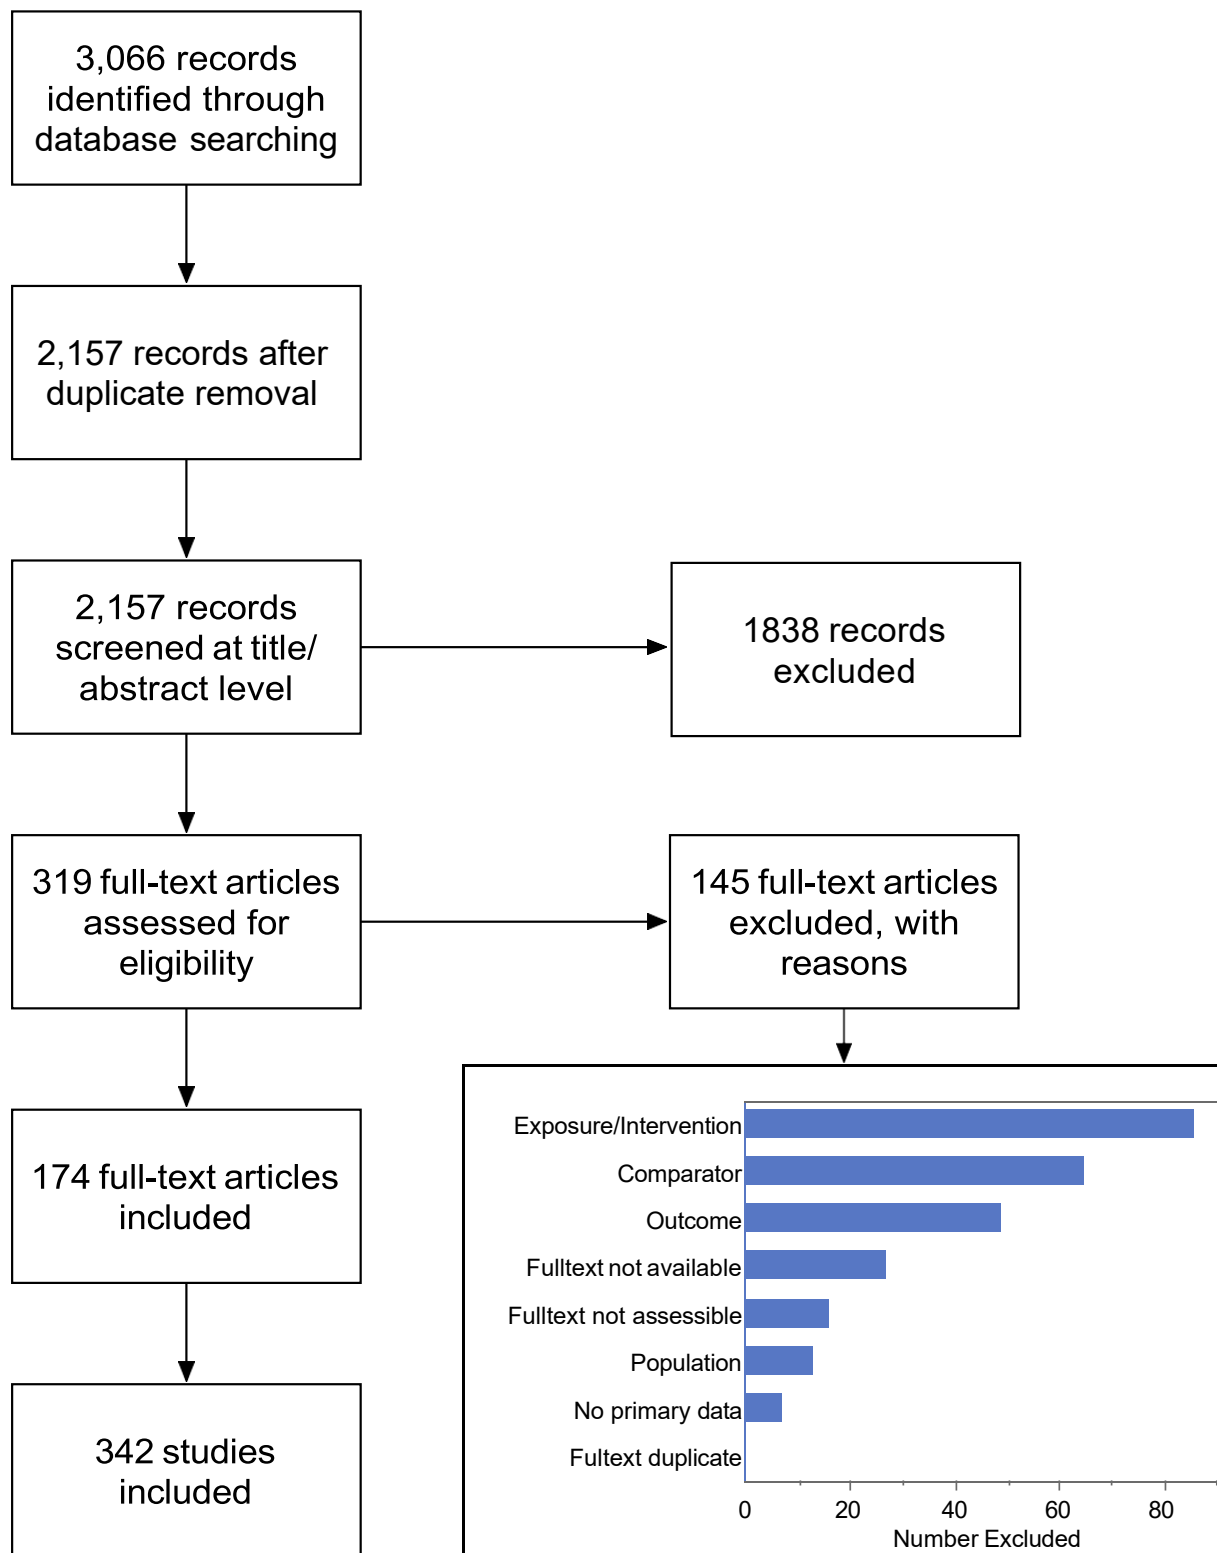 3,066 records
identified through
database searching
2,157 records after
duplicate removal
2,157 records
screened at title/
abstract level
1838 records
excluded
319 full-text articles
assessed for
eligibility
145 full-text articles
excluded, with
reasons
174 full-text articles
included
342 studies
included
Exposure/Intervention
Comparator
Outcome
Fulltext not available
Fulltext not assessible
Population
No primary data
Fultext duplicate
0 20 40 60 80
Number Excluded